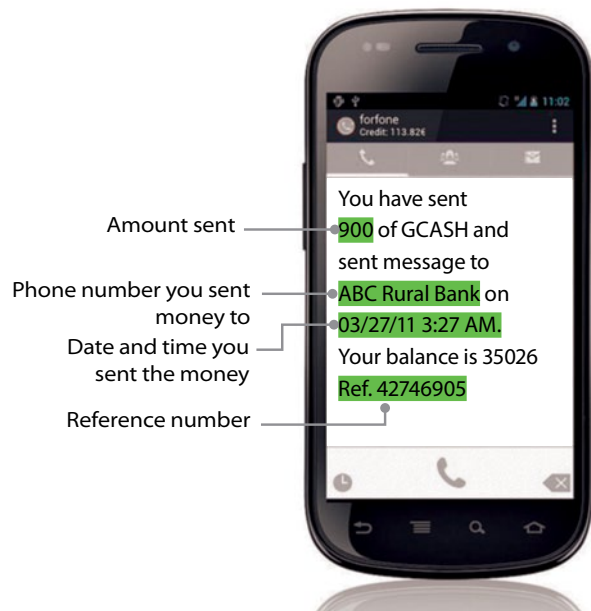 11:02
forfone
Credit: 113.82€
You have sent
900 of GCASH and
sent message to
ABC Rural Bank on
03/27/11 3:27 AM.
Your balance is 35026
Ref. 42746905
Amount sent
Phone number you sent
money to
Date and time you
sent the money
Reference number